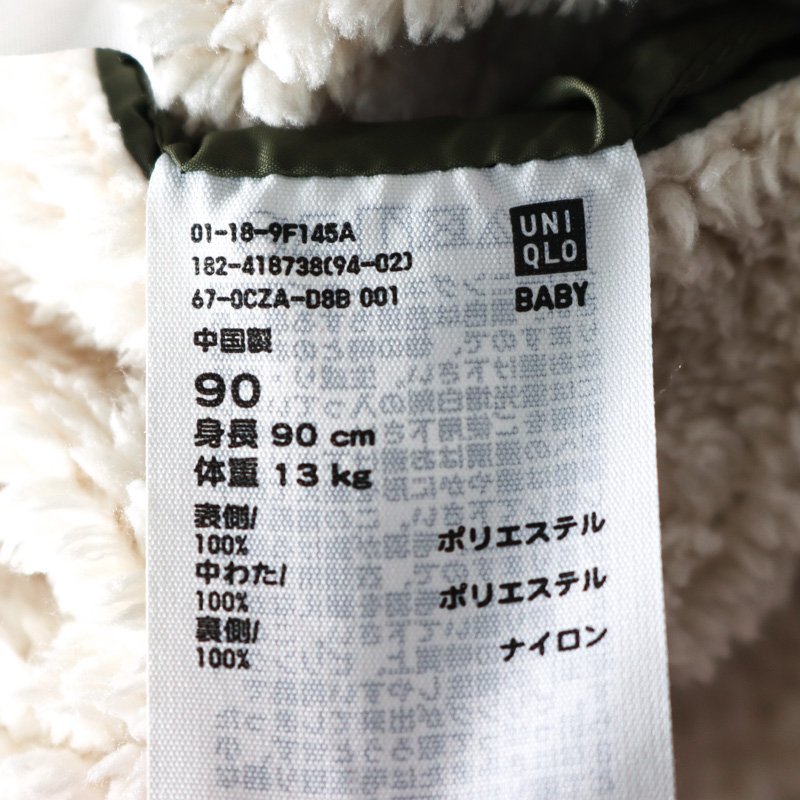 01-18-9F145A
182-418738(94-02)
67-0CZA-D8B 001
UNI
QLO
BABY
中国製
90
身長 90 cm
体重 13 kg
表側/
100% ポリエステル
中わた/
100% ポリエステル
裏側/
100% ナイロン